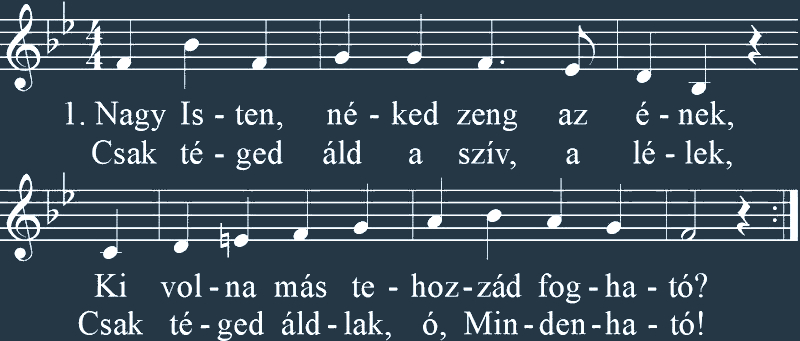 1. Nagy Is - ten, né - ked zeng az é - nek,
Csak té - ged áld a szív, a lé - lek,
Ki vol - na más te - hoz - zád fog - ha - tó?
Csak té - ged áld - lak, ó, Min - den - ha - tó!